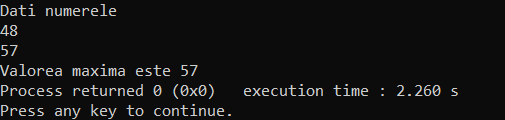 Dati numerele
48
57
Valorea maxima este 57
Process returned 0 (0x0)   execution time : 2.260 s
Press any key to continue.